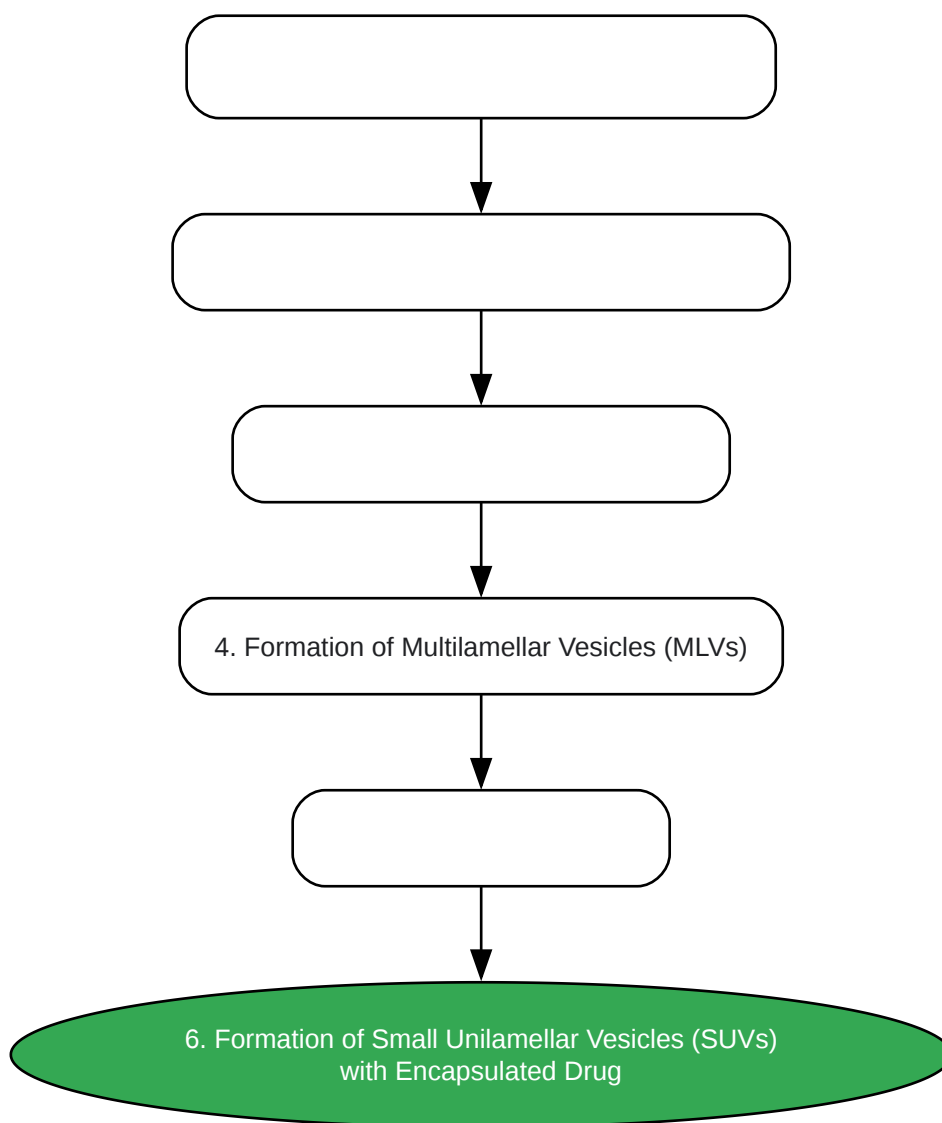 4. Formation of Multilamellar Vesicles (MLVs)
6. Formation of Small Unilamellar Vesicles (SUVs)
with Encapsulated Drug